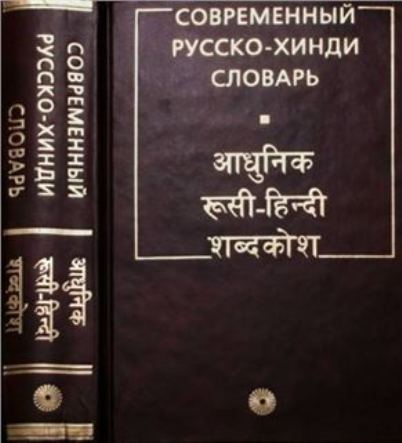 СОВРЕМЕННЫЙ
РУССКО-ХИНДИ
СЛОВАРЬ
आधुनिक
रूसी-हिन्दी
शब्दकोश
СОВРЕМЕННЫЙ
РУССКО-ХИНДИ
СЛОВАРЬ
आधुनिक
रूसी-हिन्दी
शब्दकोश